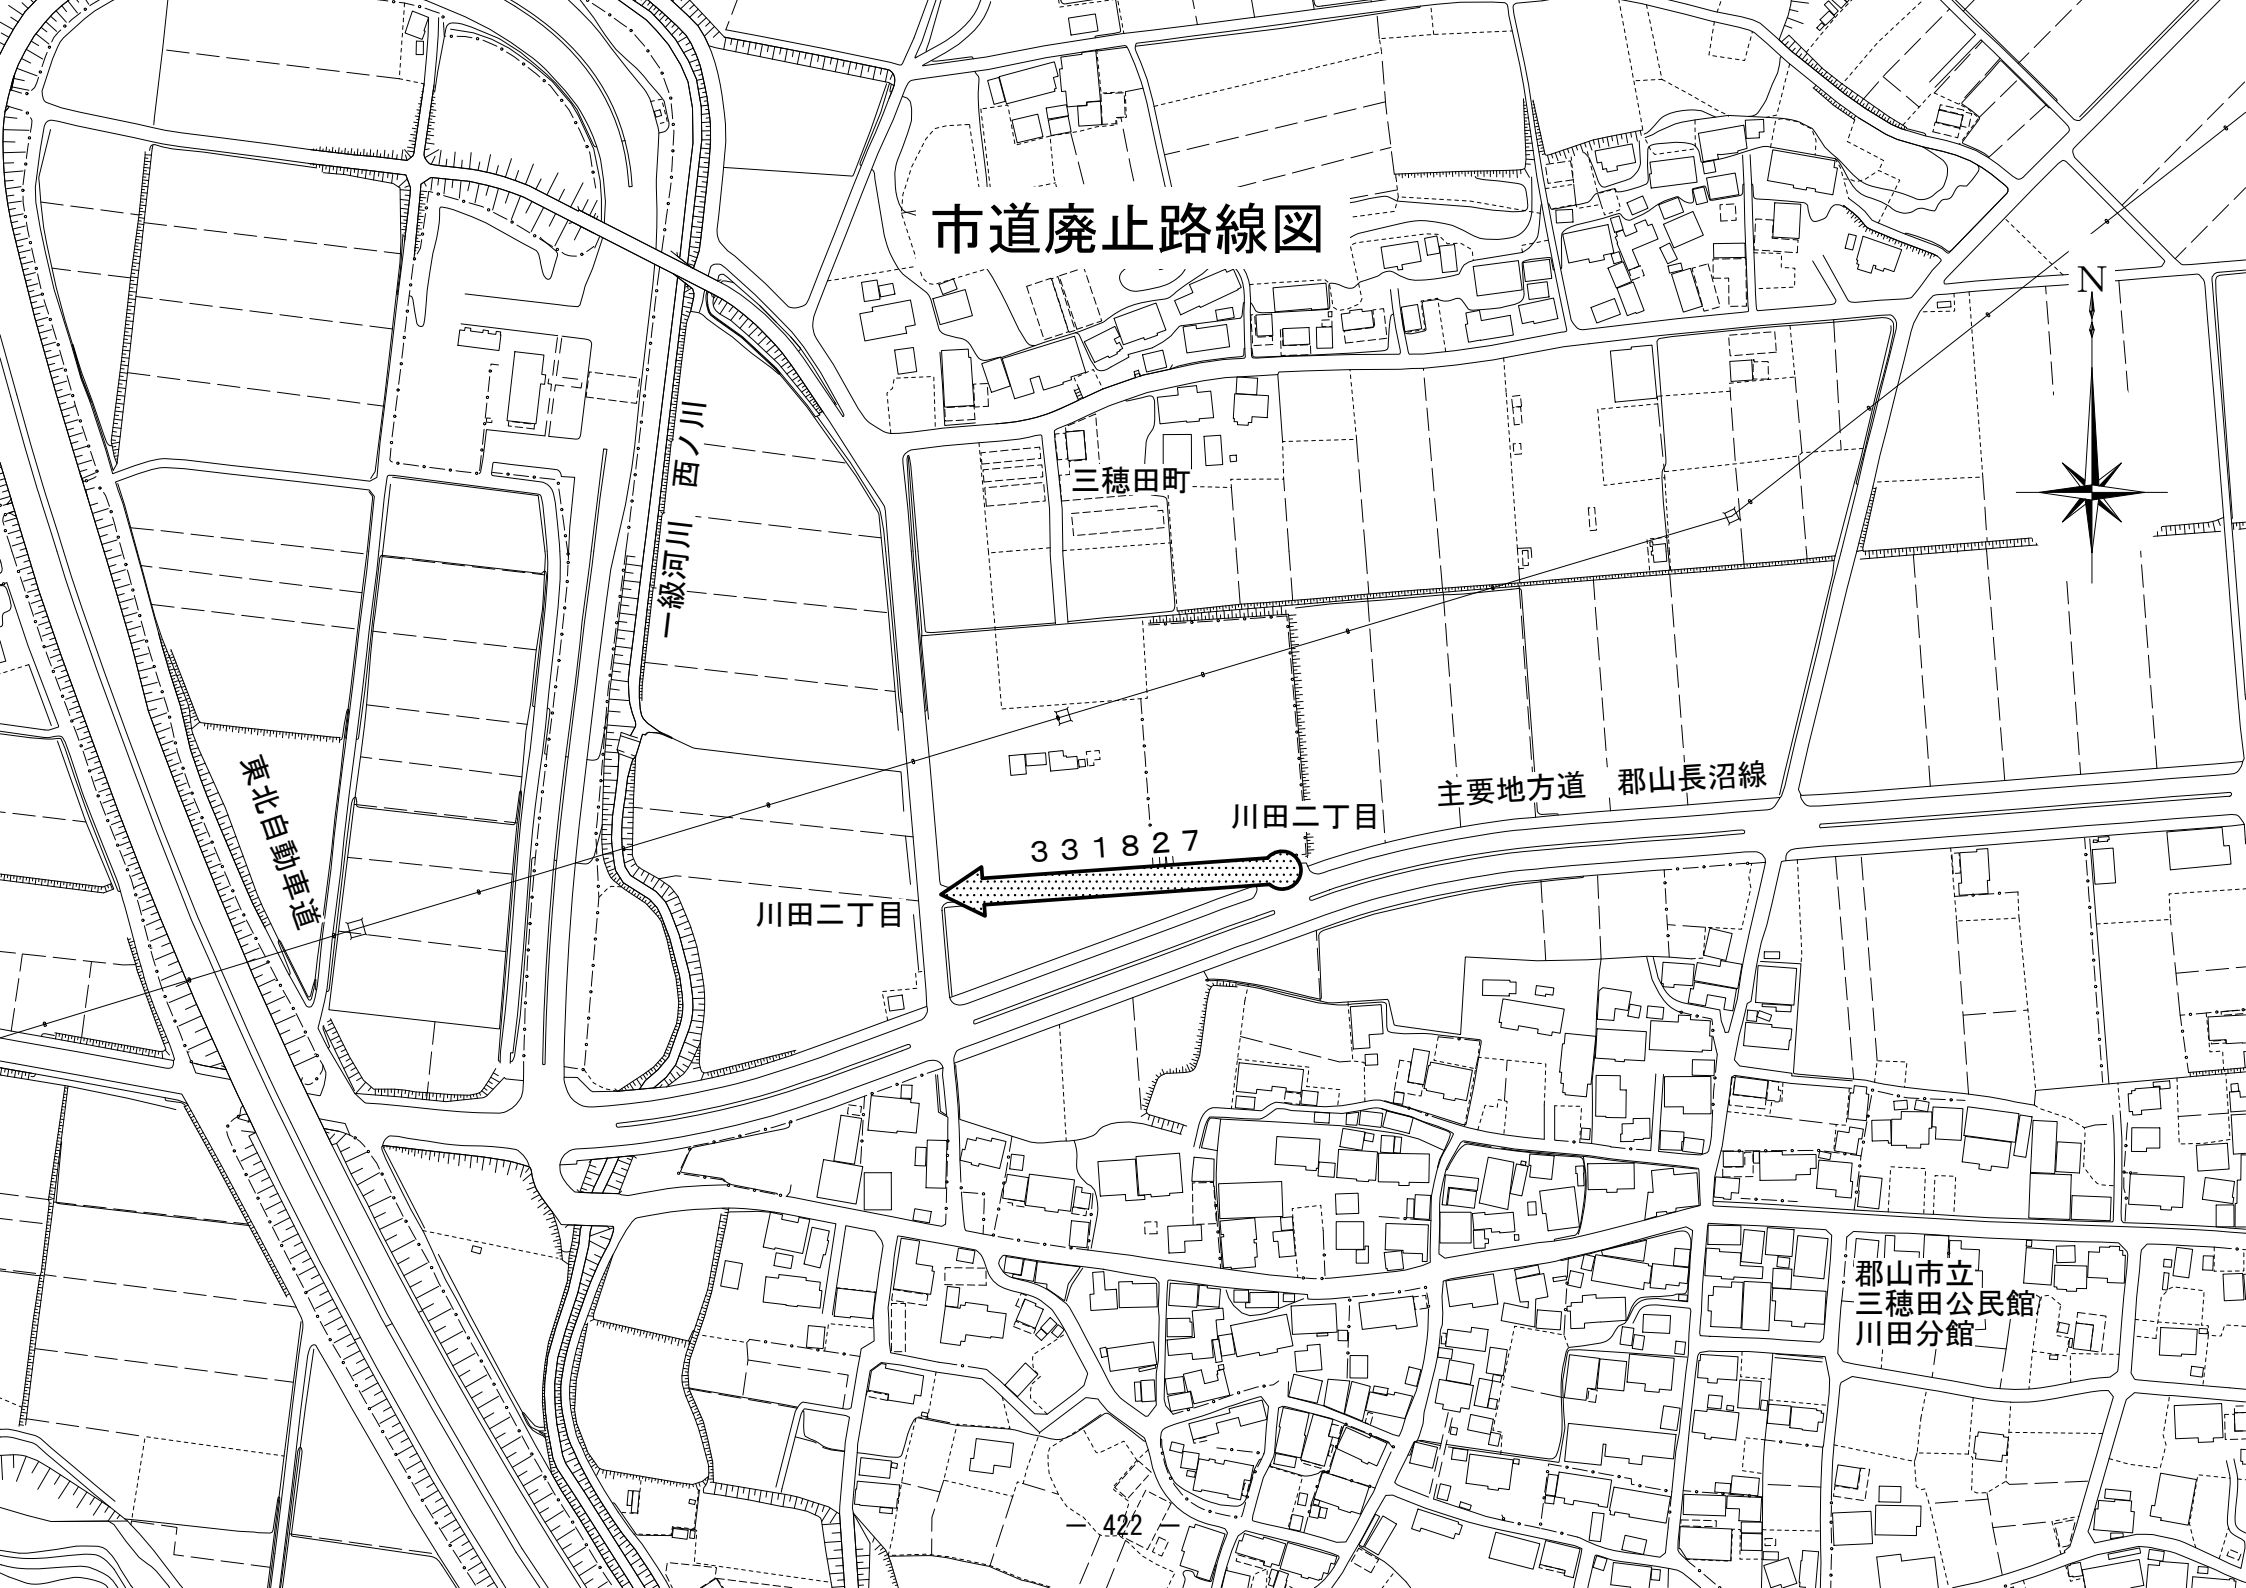 市道廃止路線図
N
西ノ川
一級河川
三穂田町
東北自動車道
主要地方道　郡山長沼線
川田二丁目
３３１８２７
川田二丁目
郡山市立
三穂田公民館
川田分館
－ 422 －